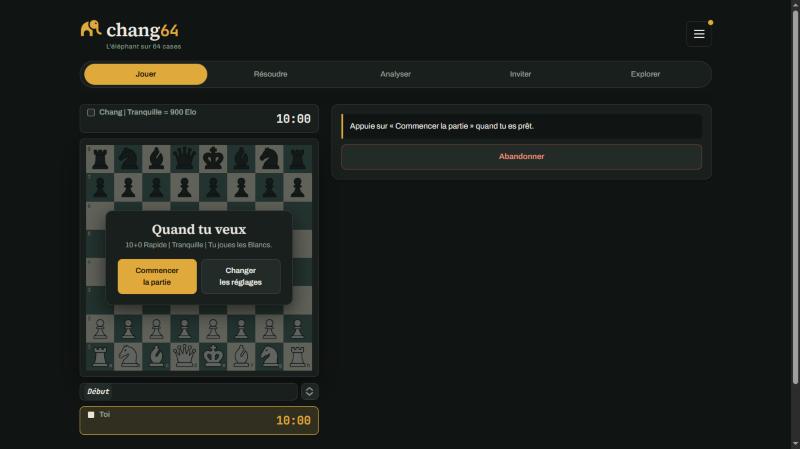 chang64
L'éléphant sur 64 cases
Jouer
Résoudre
Analyser
Inviter
Explorer
Chang | Tranquille ≈ 900 Elo
10:00
Quand tu veux
10+0 Rapide | Tranquille | Tu joues les Blancs.
Commencer
la partie
Changer
les réglages
Début
Toi
10:00
Appuie sur « Commencer la partie » quand tu es prêt.
Abandonner